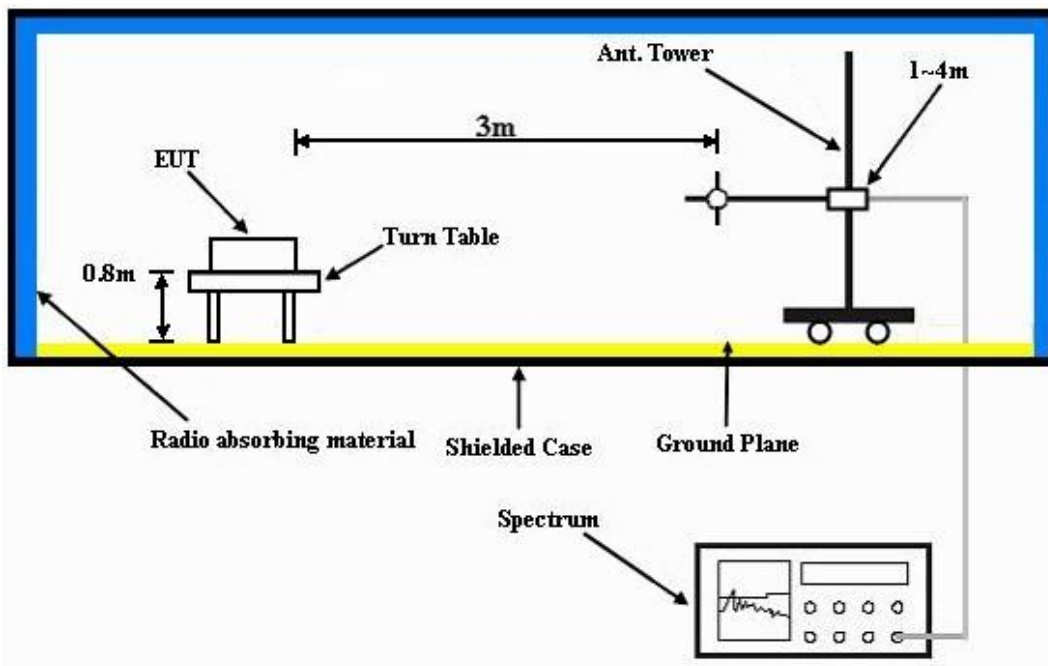 Ant. Tower
1~4m
3m
EUT
Turn Table
0.8m
Radio absorbing material
Shielded Case
Ground Plane
Spectrum